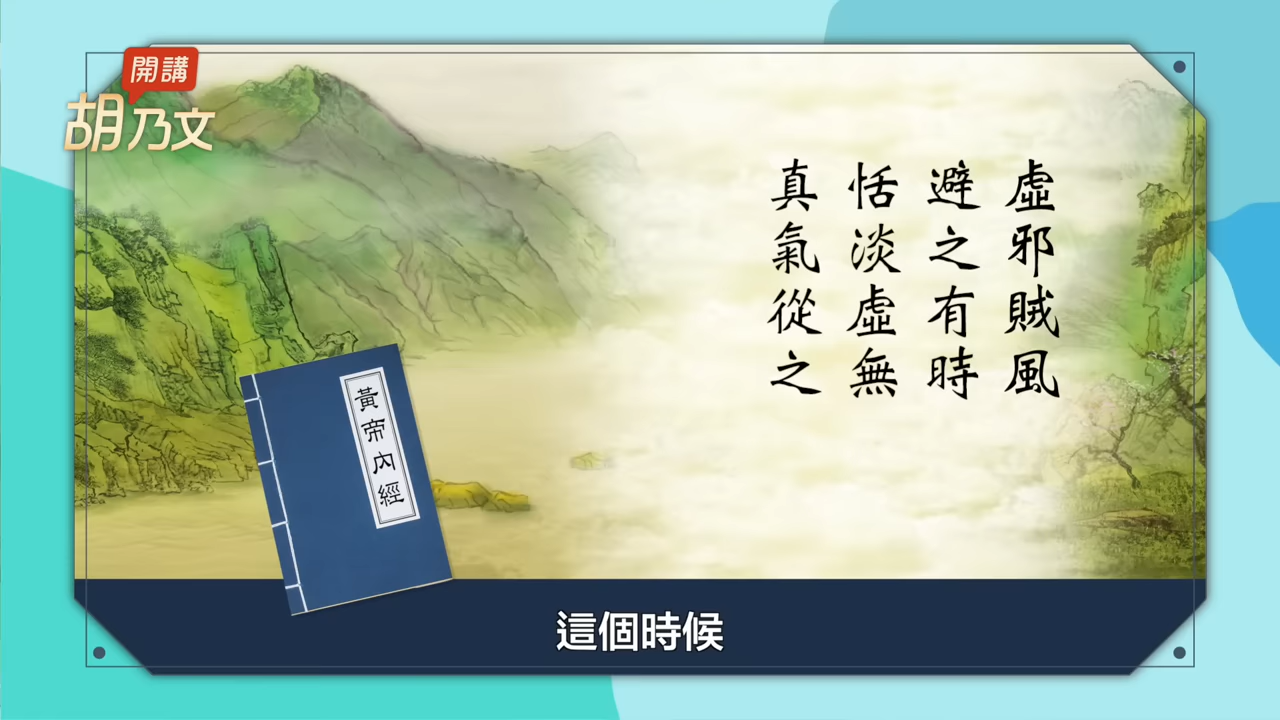 開講
胡乃文
虛邪賊風
避之有時
恬淡虛無
真氣從之
黃帝內經
這個時候